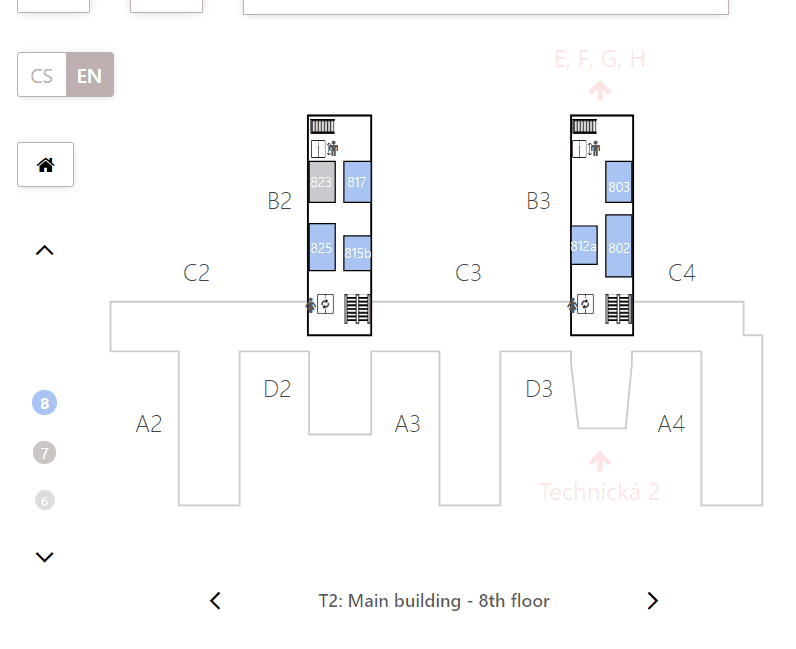 E, F, G, H
CS EN
823 817
803
B2 B3
825 815b
812a 802
C2 C3 C4
D2 D3
8
A2 A3 A4
7
Technická 2
6
T2: Main building - 8th floor